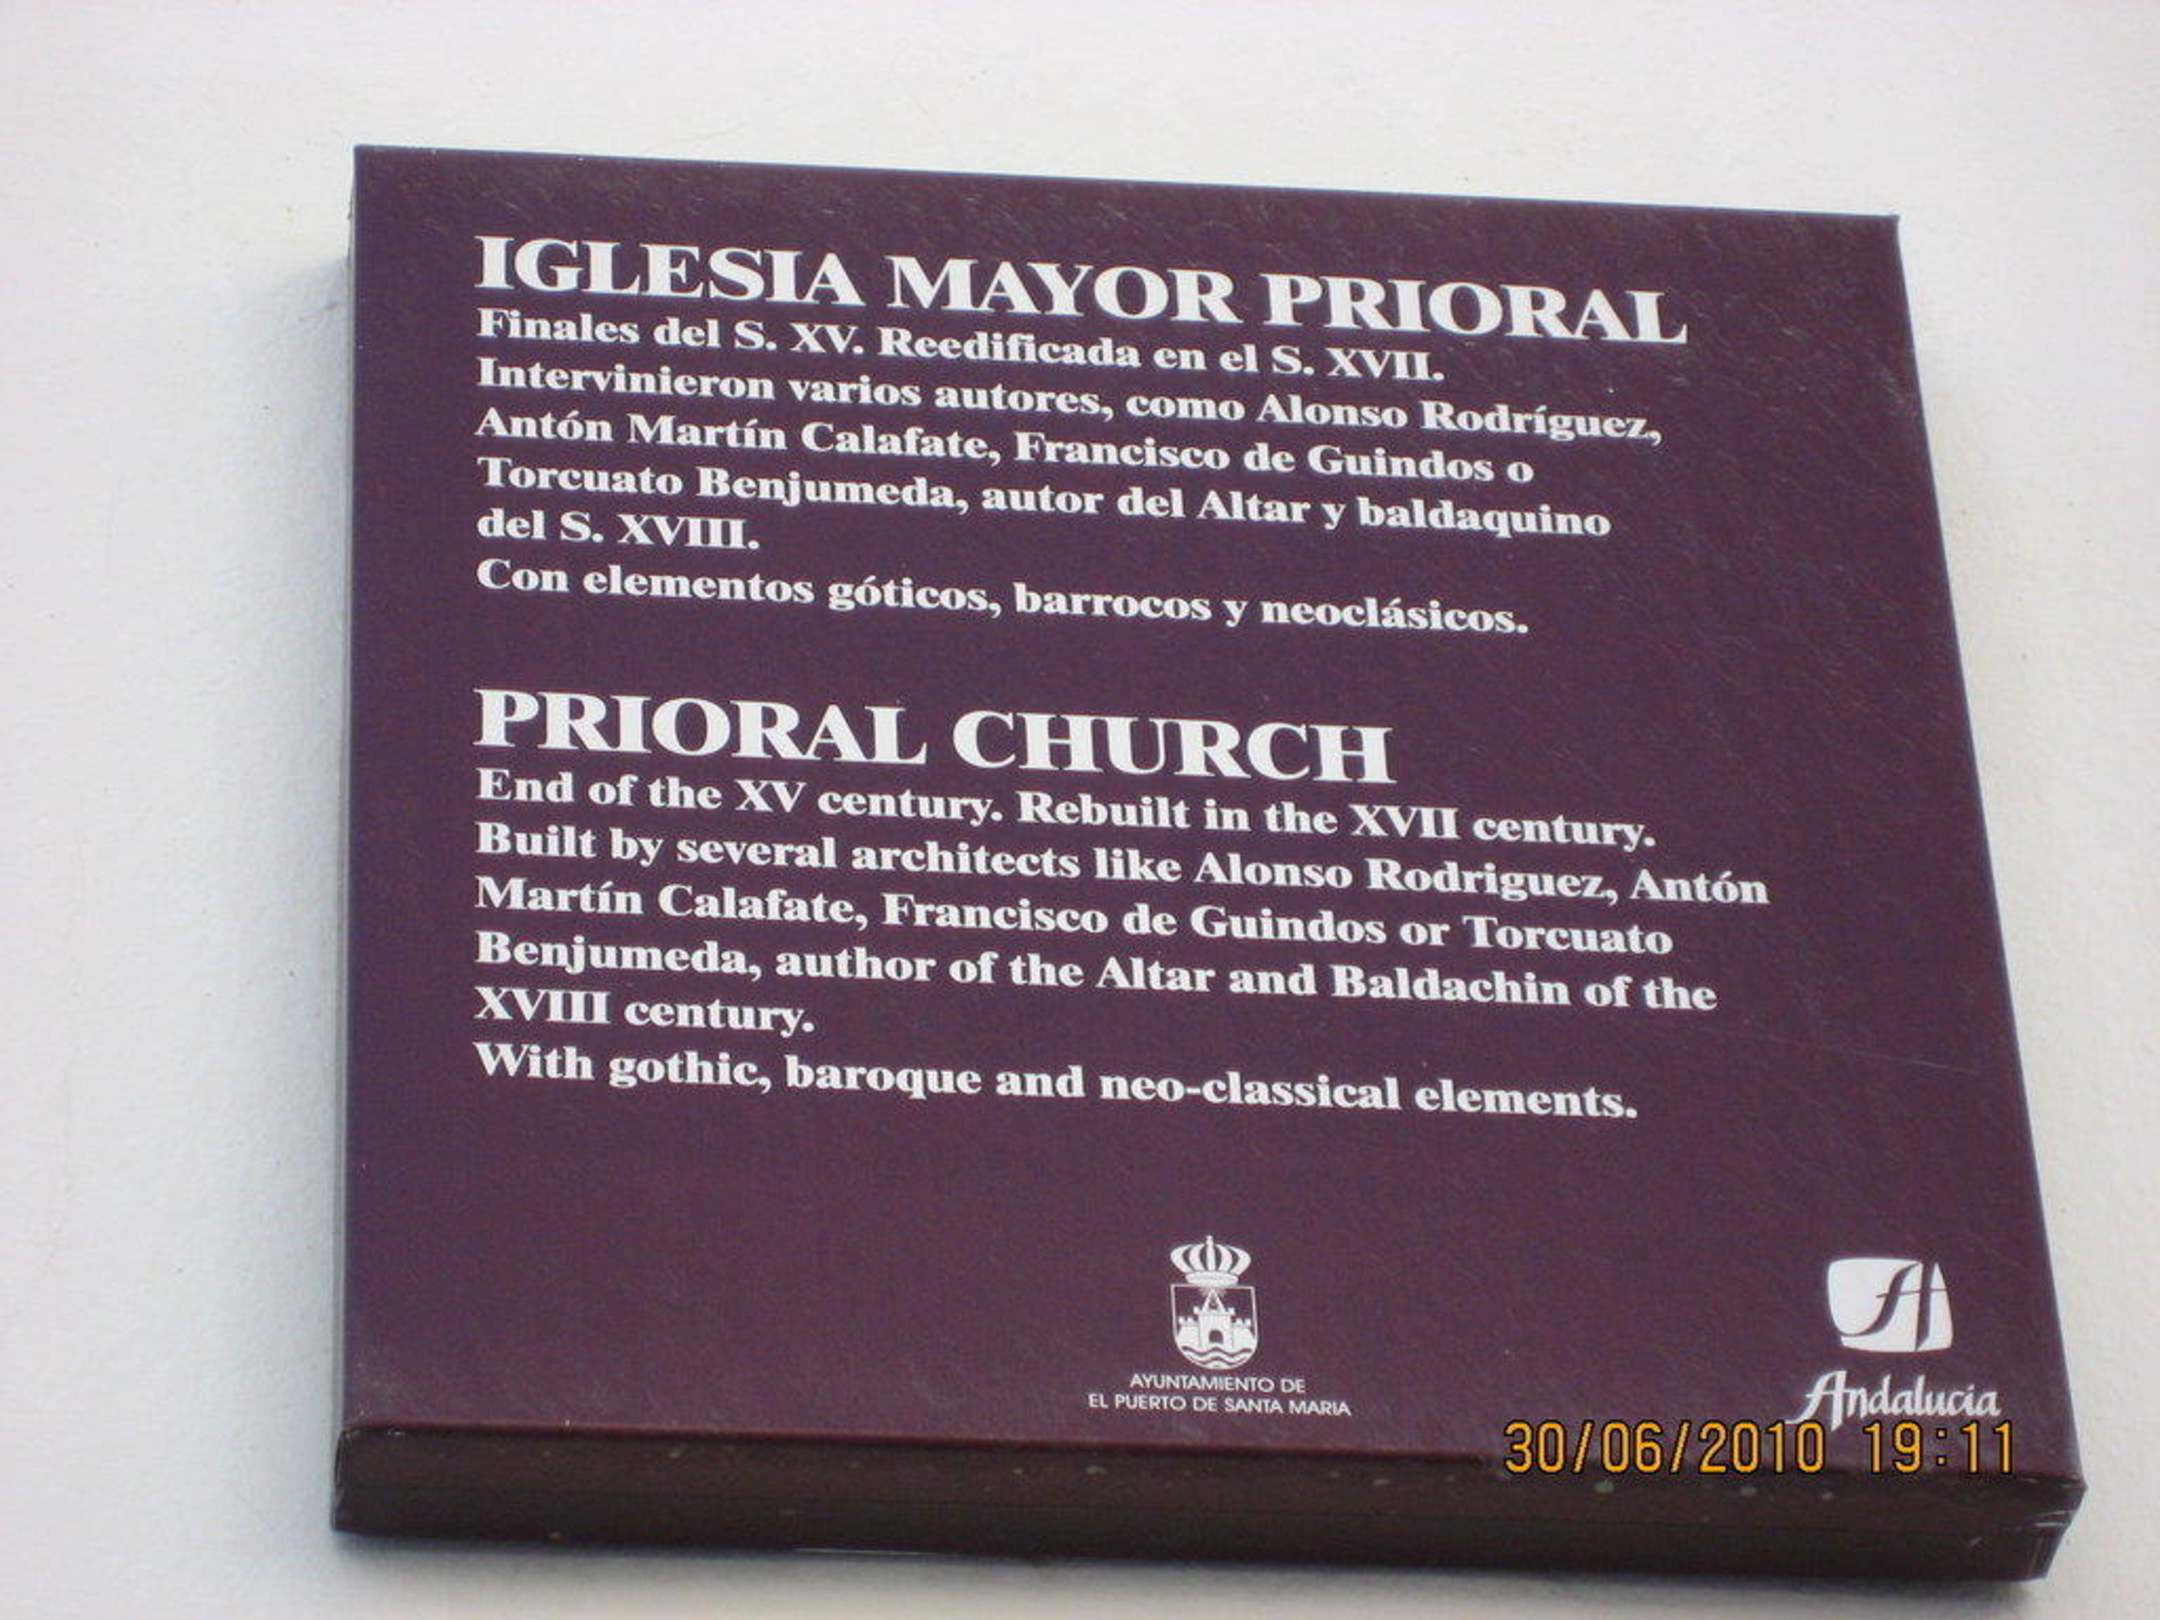 IGLESIA MAYOR PRIORAL
Finales del S. XV. Reedificada en el S. XVII.
Intervinieron varios autores, como Alonso Rodríguez,
Antón Martín Calafate, Francisco de Guindos o
Torcuato Benjumeda, autor del Altar y baldaquino
del S. XVIII.
Con elementos góticos, barrocos y neoclásicos.
PRIORAL CHURCH
End of the XV century. Rebuilt in the XVII century.
Built by several architects like Alonso Rodriguez, Antón
Martín Calafate, Francisco de Guindos or Torcuato
Benjumeda, author of the Altar and Baldachin of the
XVIII century.
With gothic, baroque and neo-classical elements.
AYUNTAMIENTO DE
EL PUERTO DE SANTA MARIA
A
Andalucia
30/06/2010 19:11